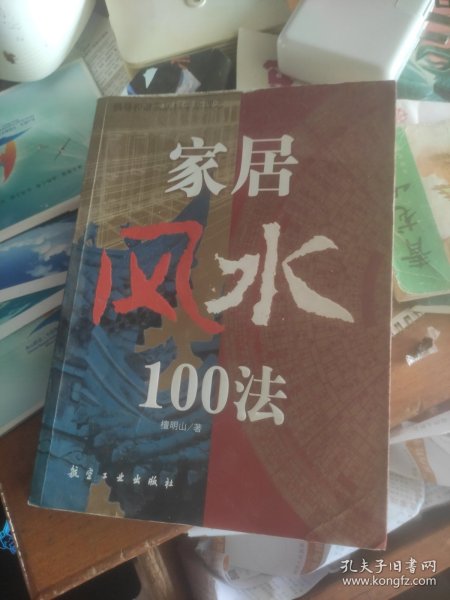 家居
风水
100法
檀明山/著
航空工业出版社
孔夫子旧书网
www.kongfz.com